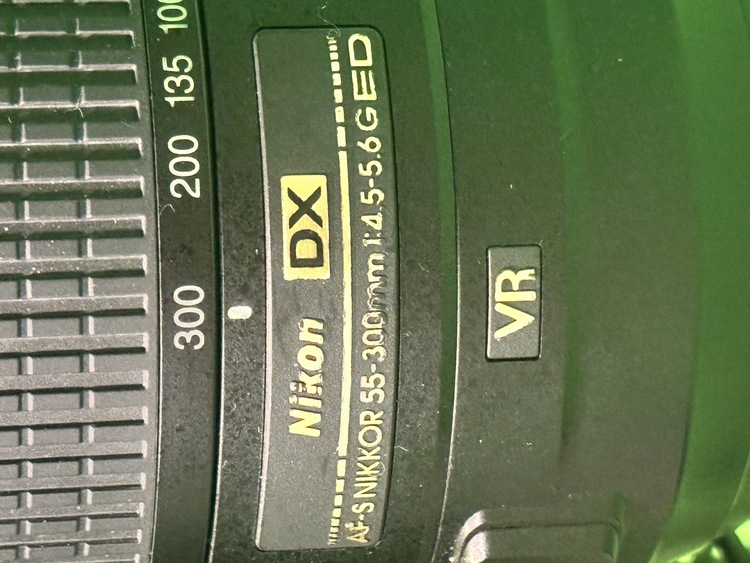 100
135
200
300
Nikon DX
AF-S NIKKOR 55-300mm 1:4.5-5.6 G ED
VR